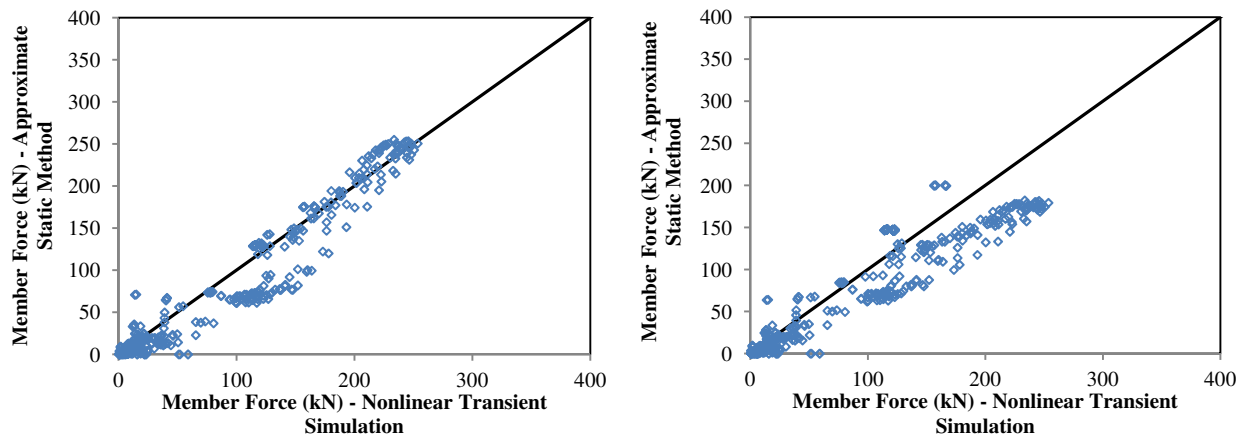 Member Force (kN) - Approximate
Static Method
400
350
300
250
200
150
100
50
0
0 100 200 300 400
Member Force (kN) - Nonlinear Transient
Simulation
Member Force (kN) - Approximate
Static Method
400
350
300
250
200
150
100
50
0
0 100 200 300 400
Member Force (kN) - Nonlinear Transient
Simulation